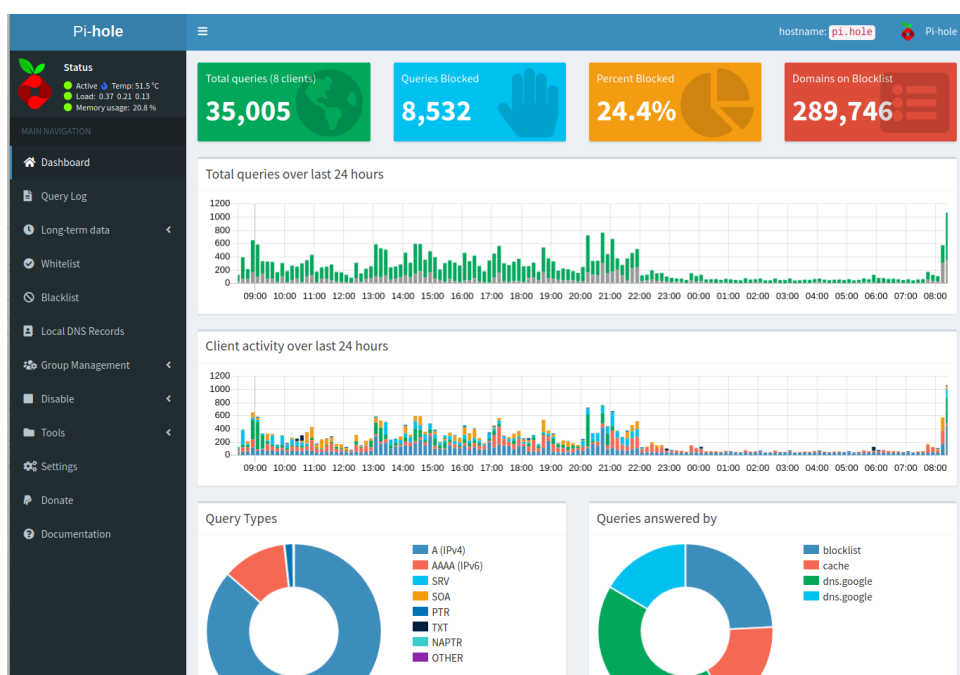 Pi-hole
hostname: pi.hole
Pi-hole
Status
Active Temp: 51.5 °C
Load: 0.37 0.21 0.13
Memory usage: 20.8 %
MAIN NAVIGATION
Dashboard
Query Log
Long-term data
Whitelist
Blacklist
Local DNS Records
Group Management
Disable
Tools
Settings
Donate
Documentation
Total queries (8 clients)
35,005
Queries Blocked
8,532
Percent Blocked
24.4%
Domains on Blocklist
289,746
Total queries over last 24 hours
1200
1000
800
600
400
200
0
09:00 10:00 11:00 12:00 13:00 14:00 15:00 16:00 17:00 18:00 19:00 20:00 21:00 22:00 23:00 00:00 01:00 02:00 03:00 04:00 05:00 06:00 07:00 08:00
Client activity over last 24 hours
1200
1000
800
600
400
200
0
09:00 10:00 11:00 12:00 13:00 14:00 15:00 16:00 17:00 18:00 19:00 20:00 21:00 22:00 23:00 00:00 01:00 02:00 03:00 04:00 05:00 06:00 07:00 08:00
Query Types
A (IPv4)
AAAA (IPv6)
SRV
SOA
PTR
TXT
NAPTR
OTHER
Queries answered by
blocklist
cache
dns.google
dns.google